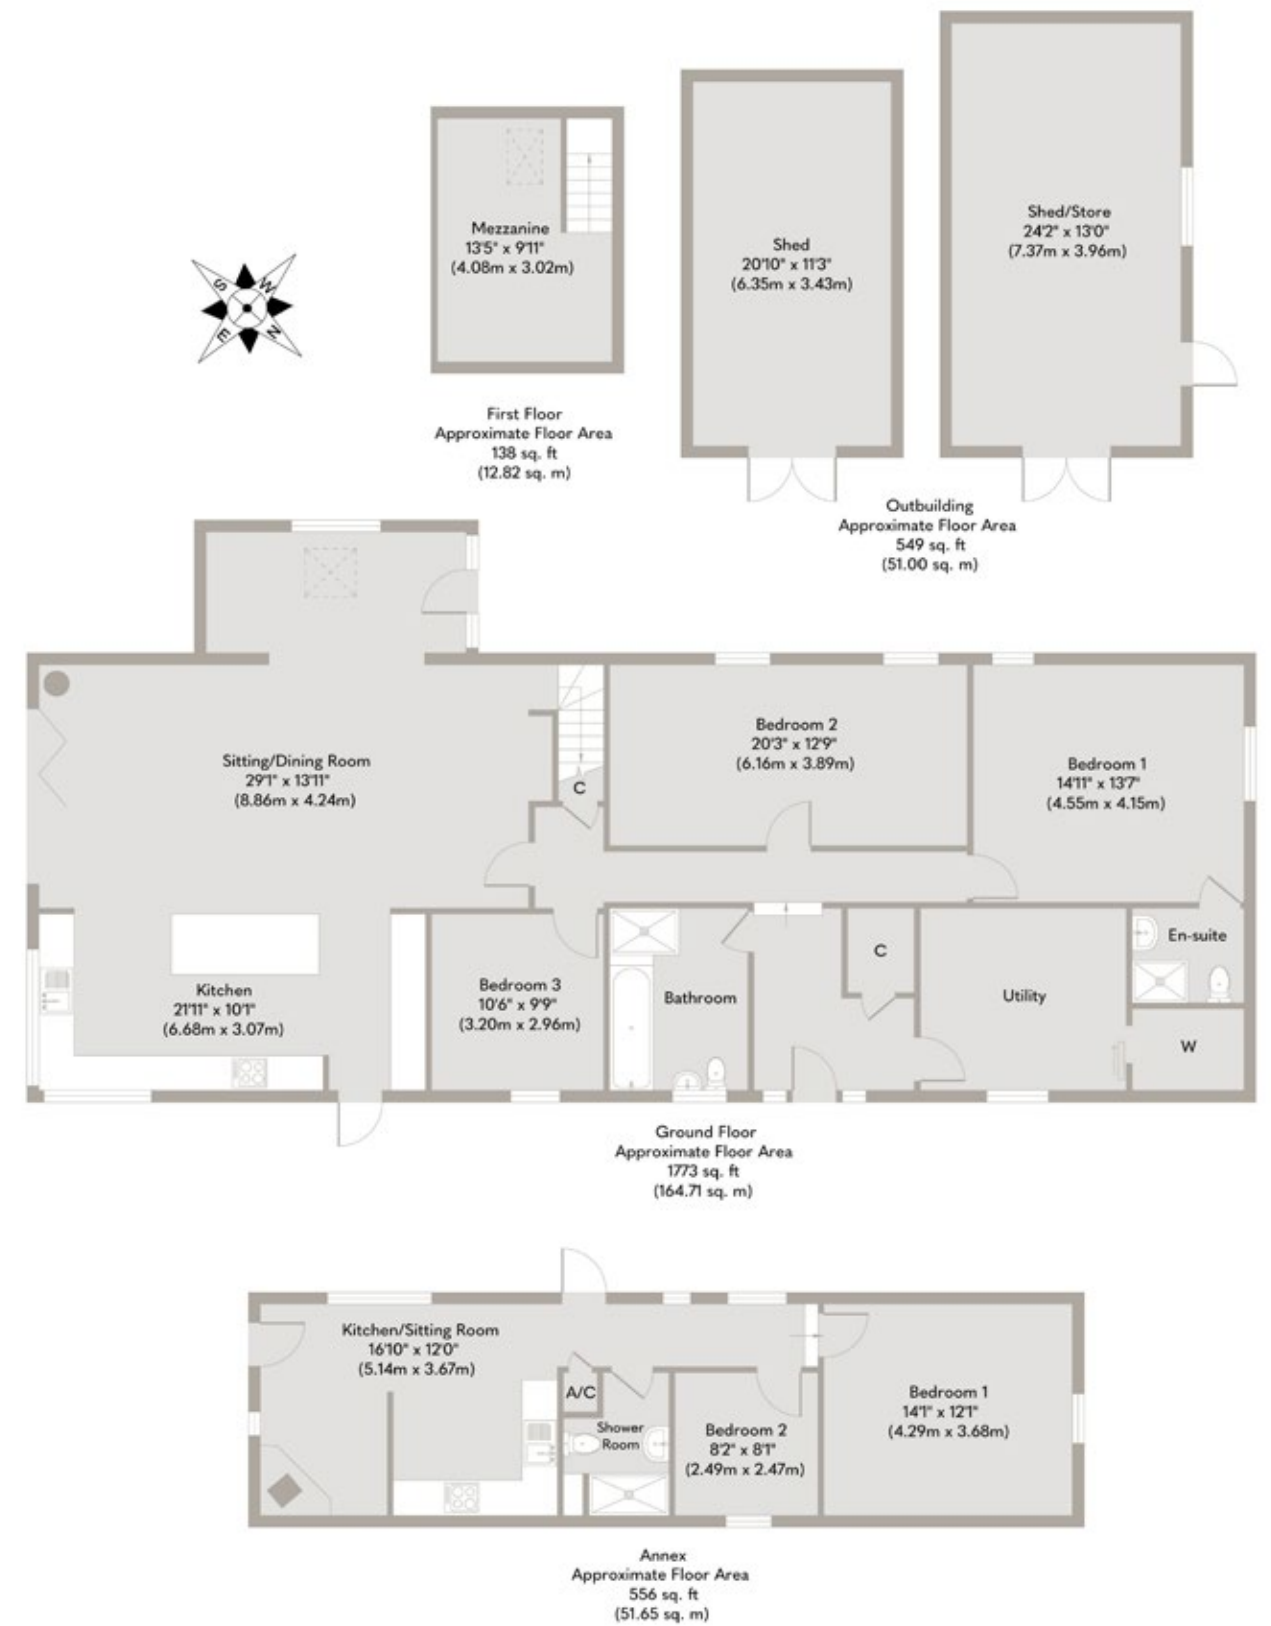 Mezzanine
13'5" x 9'11"
(4.08m x 3.02m)
First Floor
Approximate Floor Area
138 sq. ft
(12.82 sq. m)
Shed
20'10" x 11'3"
(6.35m x 3.43m)
Shed/Store
24'2" x 13'0"
(7.37m x 3.96m)
Outbuilding
Approximate Floor Area
549 sq. ft
(51.00 sq. m)
S
W
E
N
Sitting/Dining Room
29'1" x 13'11"
(8.86m x 4.24m)
C
Bedroom 2
20'3" x 12'9"
(6.16m x 3.89m)
Bedroom 1
14'11" x 13'7"
(4.55m x 4.15m)
Kitchen
21'11" x 10'1"
(6.68m x 3.07m)
Bedroom 3
10'6" x 9'9"
(3.20m x 2.96m)
Bathroom
C
Utility
En-suite
W
Ground Floor
Approximate Floor Area
1773 sq. ft
(164.71 sq. m)
Kitchen/Sitting Room
16'10" x 12'0"
(5.14m x 3.67m)
A/C
Shower
Room
Bedroom 2
8'2" x 8'1"
(2.49m x 2.47m)
Bedroom 1
14'1" x 12'1"
(4.29m x 3.68m)
Annex
Approximate Floor Area
556 sq. ft
(51.65 sq. m)